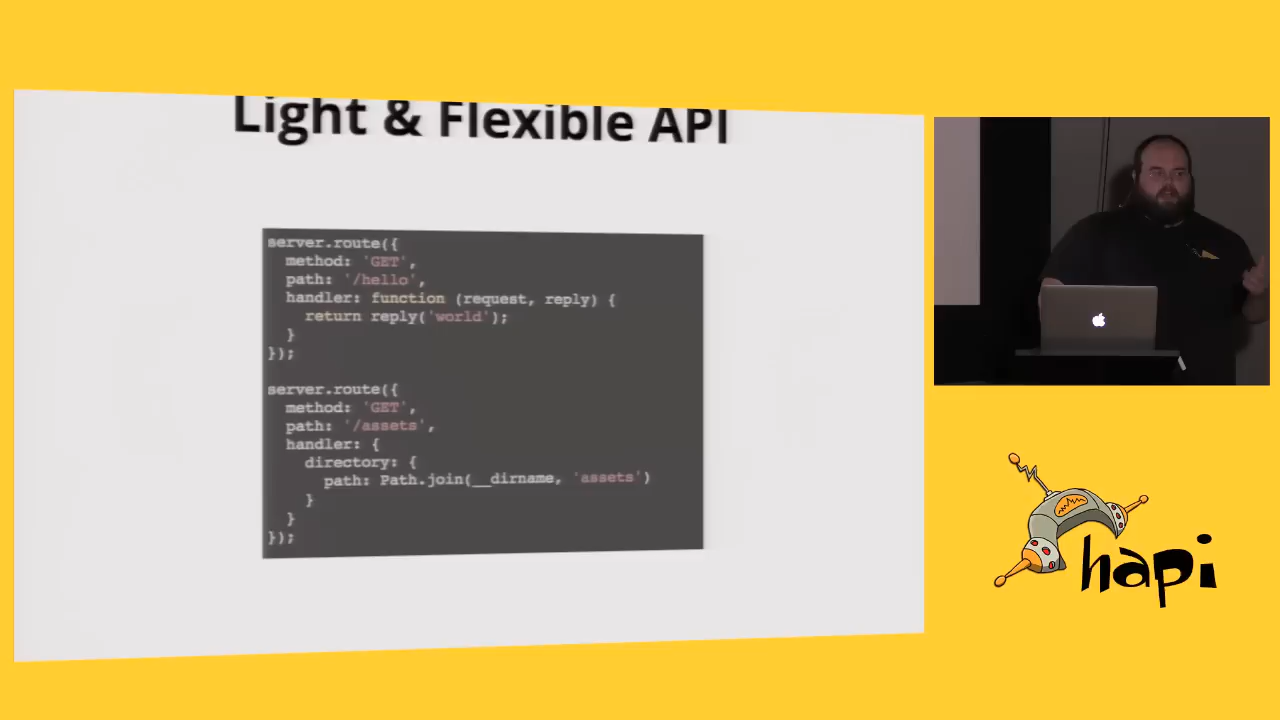 Light & Flexible API
server.route({
method: 'GET',
path: '/hello',
handler: function (request, reply) {
return reply('world');
}
});
server.route({
method: 'GET',
path: '/assets',
handler: {
directory: {
path: Path.join(__dirname, 'assets')
}
}
});
hapi